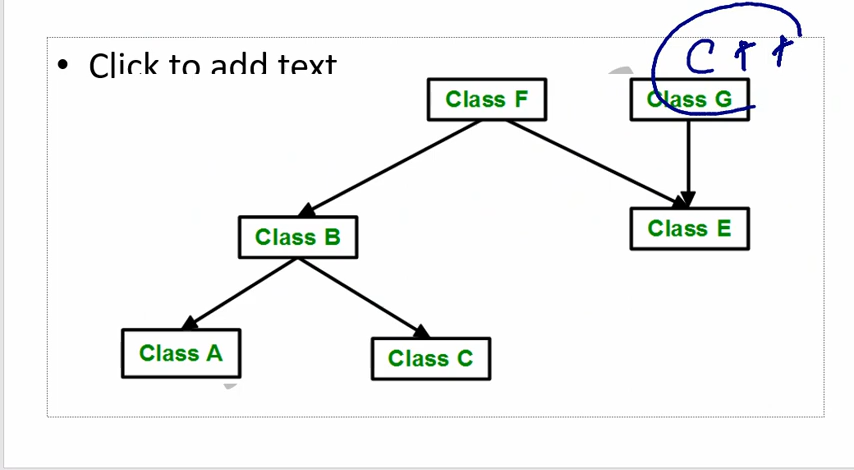 C++
• Click to add text
Class F
Class G
Class B
Class E
Class A
Class C